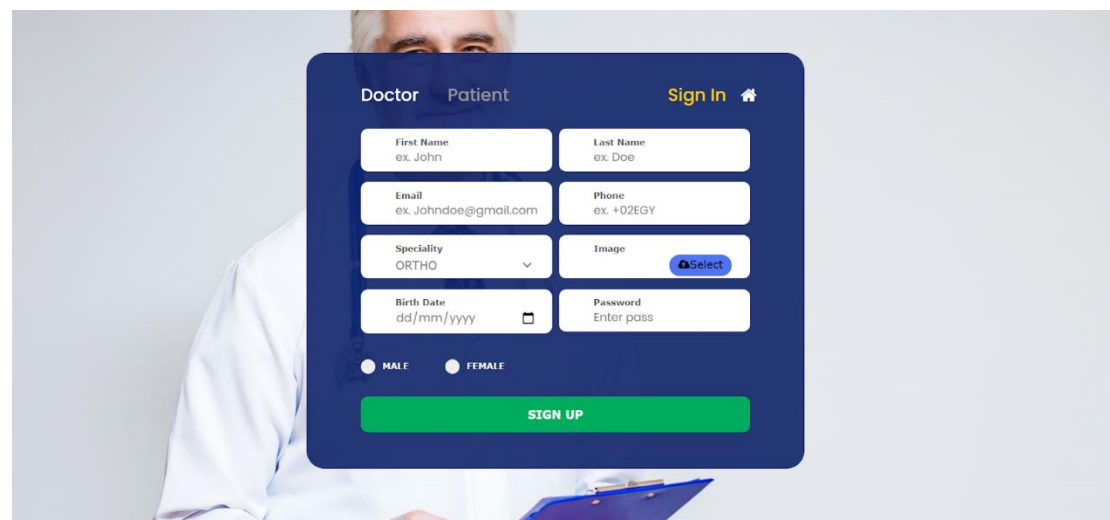 Doctor Patient Sign In
First Name Last Name
ex. John ex. Doe
Email Phone
ex. Johndoe@gmail.com ex. +02EGY
Speciality Image
ORTHO Select
Birth Date Password
dd/mm/yyyy Enter pass
MALE FEMALE
SIGN UP